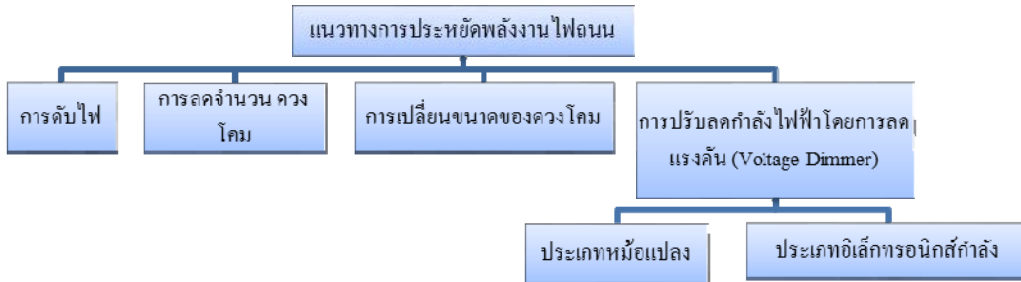 แนวทางการประหยัดพลังงานไฟถนน
การดับไฟ
การลดจำนวน ดวง
โคม
การเปลี่ยนขนาดของดวงโคม
การปรับลดกำลังไฟฟ้าโดยการลด
แรงดัน (Voltage Dimmer)
ประเภทหม้อแปลง
ประเภทอิเล็กทรอนิกส์กำลัง